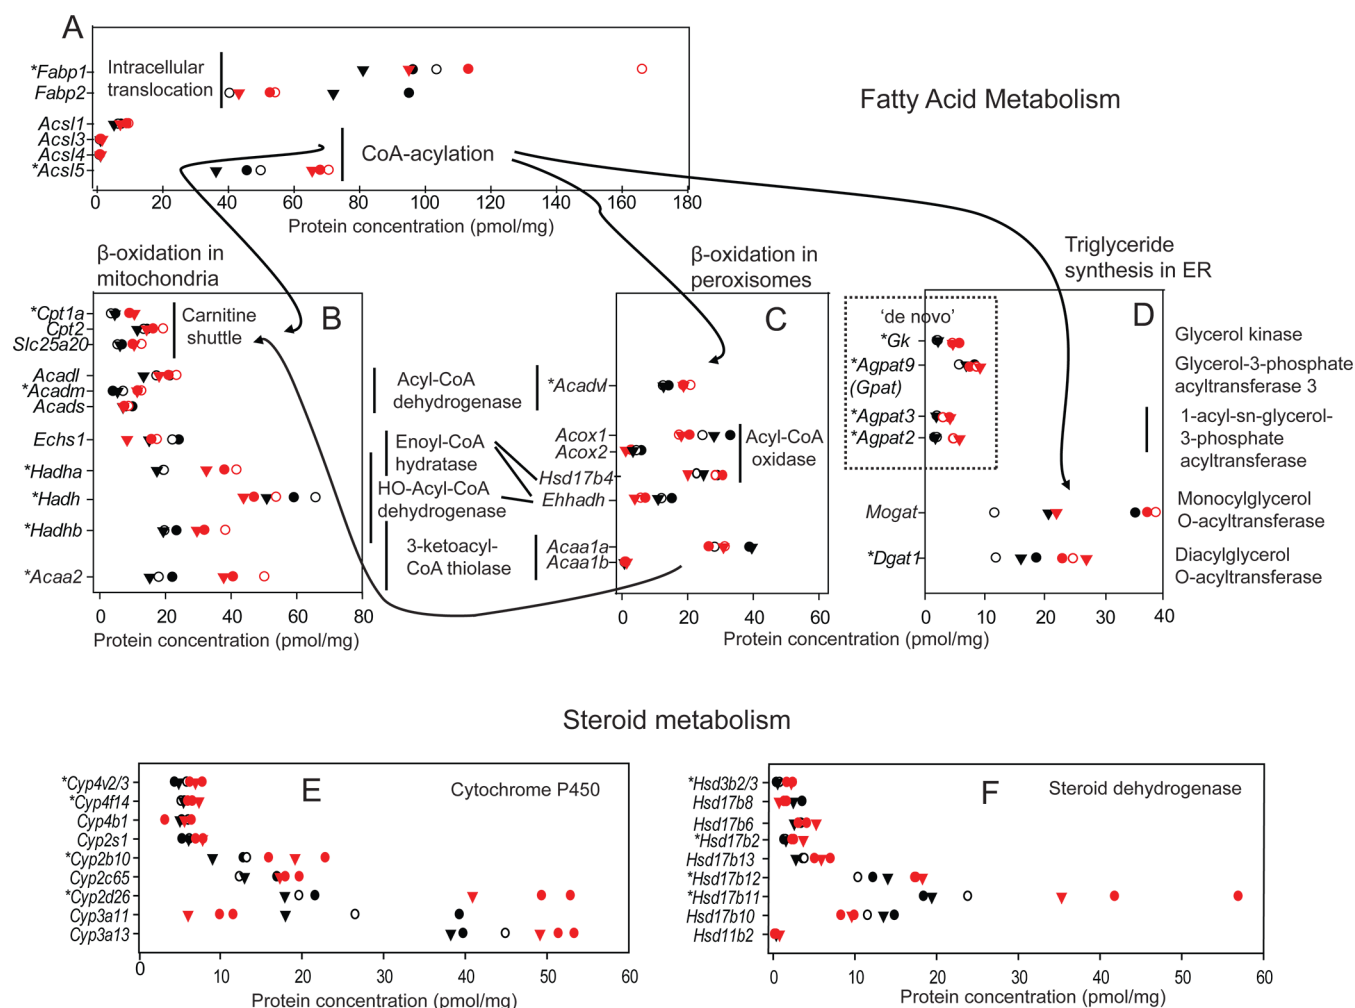 A
*Fabp1
Fabp2
Acsl1
Acsl3
Acsl4
*Acsl5
Intracellular
translocation
CoA-acylation
0 20 40 60 80 100 120 140 160 180
Protein concentration (pmol/mg)
Fatty Acid Metabolism
β-oxidation in
mitochondria
B
*Cpt1a
Cpt2
Slc25a20
Acadl
*Acadm
Acads
Echs1
*Hadha
*Hadh
*Hadhb
*Acaa2
Carnitine
shuttle
0 20 40 60 80
Protein concentration (pmol/mg)
Acyl-CoA
dehydrogenase
Enoyl-CoA
hydratase
HO-Acyl-CoA
dehydrogenase
3-ketoacyl-
CoA thiolase
β-oxidation in
peroxisomes
C
*Acadvl
Acox1
Acox2
Hsd17b4
Ehhadh
Acaa1a
Acaa1b
Acyl-CoA
oxidase
0 20 40 60
Protein concentration (pmol/mg)
Triglyceride
synthesis in ER
D
'de novo'
*Gk
*Agpat9
(Gpat)
*Agpat3
*Agpat2
Mogat
*Dgat1
0 10 20 30 40
Protein concentration (pmol/mg)
Glycerol kinase
Glycerol-3-phosphate
acyltransferase 3
1-acyl-sn-glycerol-
3-phosphate
acyltransferase
Monocylglycerol
O-acyltransferase
Diacylglycerol
O-acyltransferase
Steroid metabolism
E
Cytochrome P450
*Cyp4v2/3
*Cyp4f14
Cyp4b1
Cyp2s1
*Cyp2b10
Cyp2c65
*Cyp2d26
Cyp3a11
Cyp3a13
0 10 20 30 40 50 60
Protein concentration (pmol/mg)
F
Steroid dehydrogenase
*Hsd3b2/3
Hsd17b8
Hsd17b6
*Hsd17b2
Hsd17b13
*Hsd17b12
*Hsd17b11
Hsd17b10
Hsd11b2
0 10 20 30 40 50 60
Protein concentration (pmol/mg)